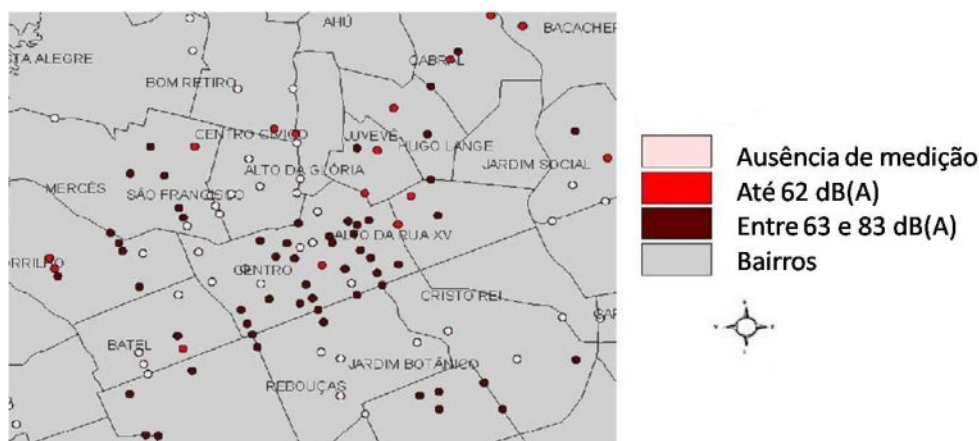 AHÚ
BACACHER
STA ALEGRE
CABRAL
BOM RETIRO
CENTRO CÍVICO
JUVEVÊ
HUGO LANGE
ALTO DA GLÓRIA
JARDIM SOCIAL
MERCÊS
SÃO FRANCISCO
ALTO DA RUA XV
ORRILHO
CENTRO
CRISTO REI
CAP
BATEL
JARDIM BOTÂNICO
REBOUÇAS
Ausência de medição
Até 62 dB(A)
Entre 63 e 83 dB(A)
Bairros